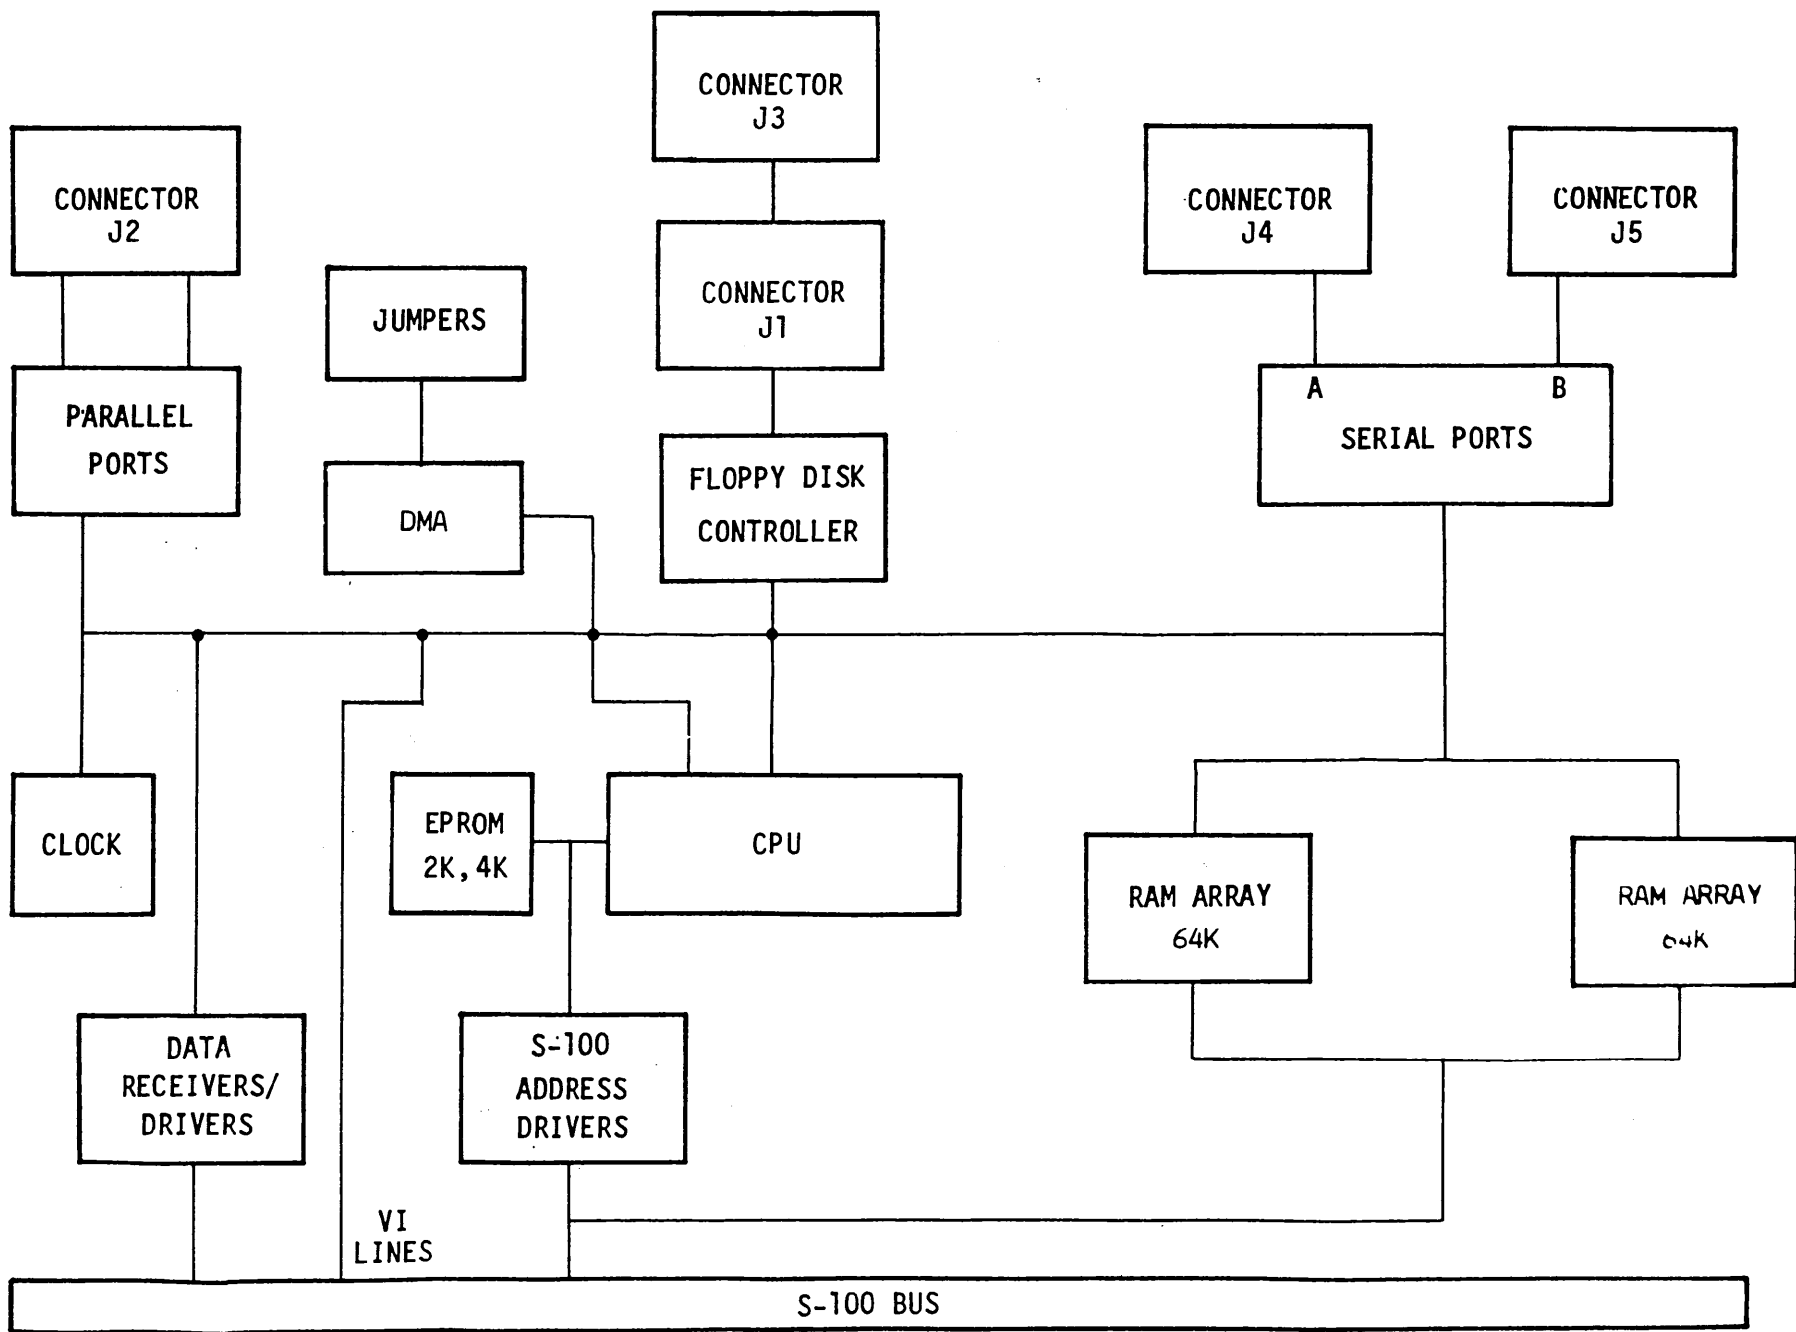 CONNECTOR
J3
CONNECTOR
J2
CONNECTOR
J4
CONNECTOR
J5
JUMPERS
CONNECTOR
J1
PARALLEL
PORTS
DMA
FLOPPY DISK
CONTROLLER
A
B
SERIAL PORTS
CLOCK
EPROM
2K, 4K
CPU
RAM ARRAY
64K
RAM ARRAY
64K
DATA
RECEIVERS/
DRIVERS
S-100
ADDRESS
DRIVERS
VI
LINES
S-100 BUS